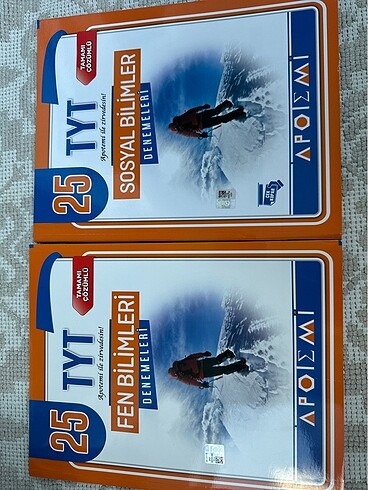 TAMAMI
ÇÖZÜMLÜ
25
TYT
Apotemi ile zirvedesin!
SOSYAL BİLİMLER
DENEMELERİ
APOTEMİ
TAMAMI
ÇÖZÜMLÜ
25
TYT
Apotemi ile zirvedesin!
FEN BİLİMLERİ
DENEMELERİ
APOTEMİ